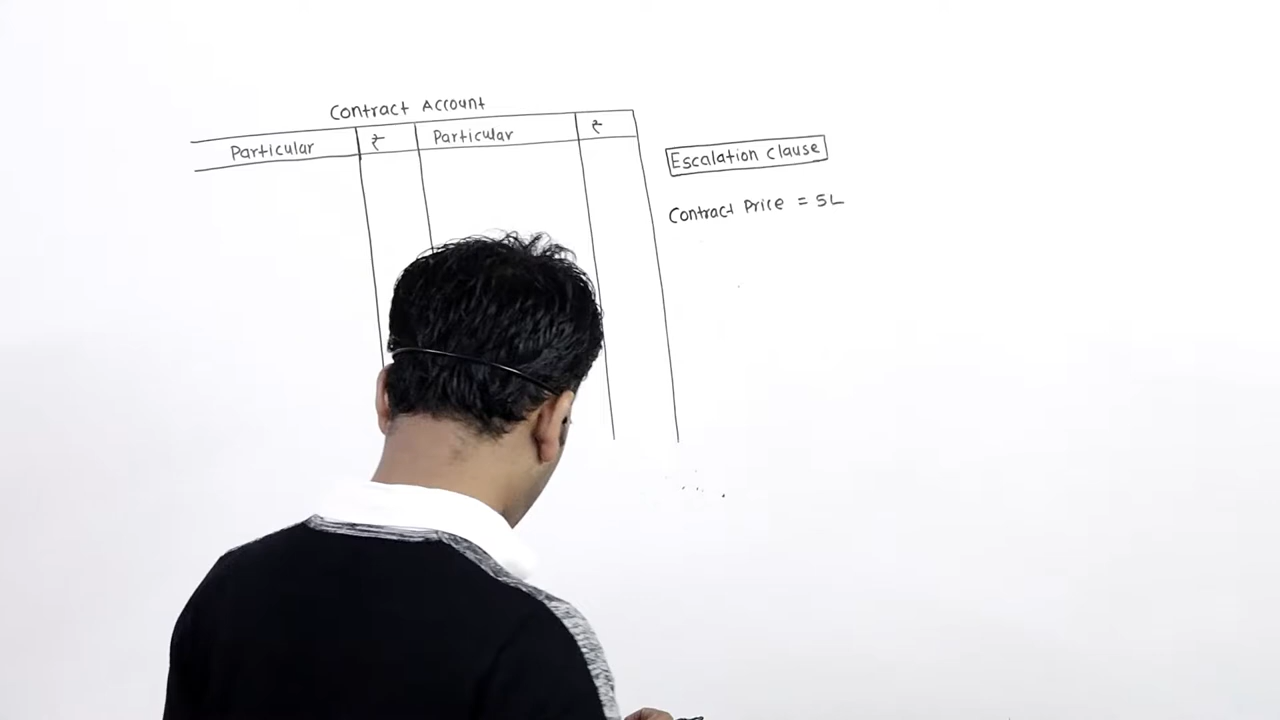 Contract Account
Particular ₹ Particular ₹
Escalation Clause
Contract Price = 5L